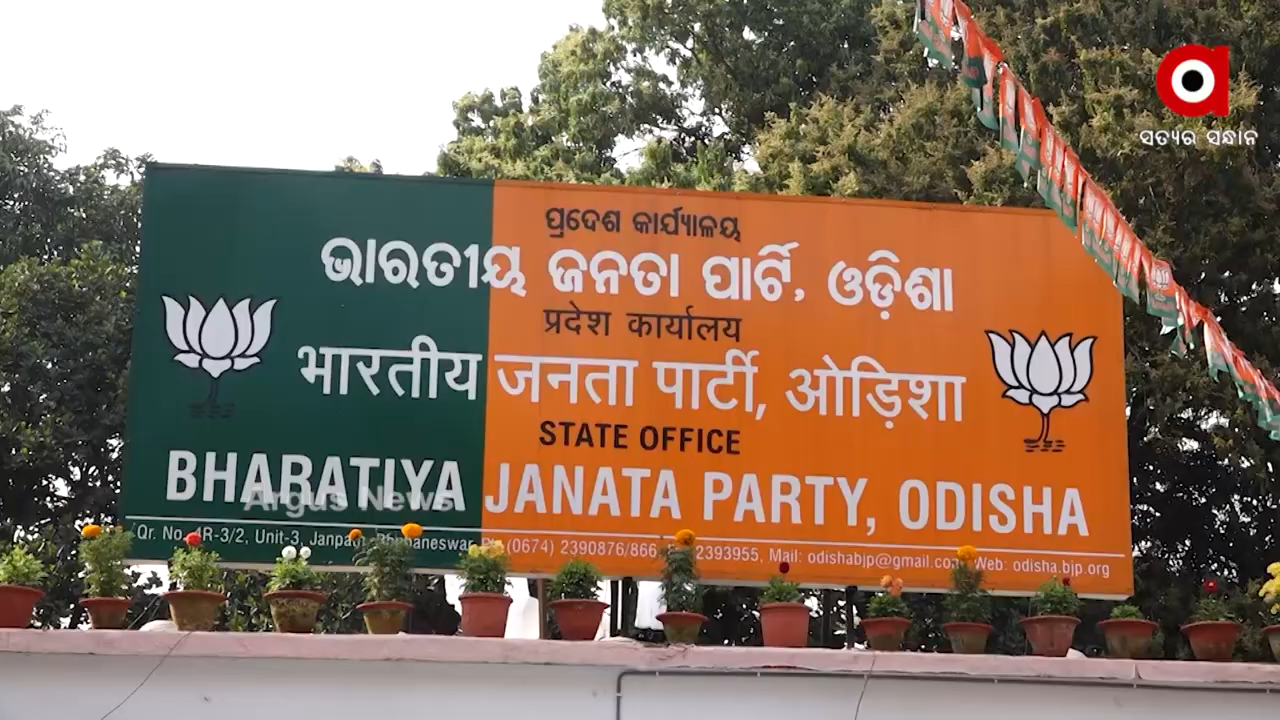 ସତ୍ୟର ସନ୍ଧାନ
ପ୍ରଦେଶ କାର୍ଯ୍ୟାଳୟ
ଭାରତୀୟ ଜନତା ପାର୍ଟି, ଓଡ଼ିଶା
प्रदेश कार्यालय
भारतीय जनता पार्टी, ओड़िशा
STATE OFFICE
BHARATIYA JANATA PARTY, ODISHA
Argus News
Qr. No. 4R-3/2, Unit-3, Janpath, Bhubaneswar (0674) 2390876/866 2393955, Mail: odishabjp@gmail.com Web: odisha.bjp.org